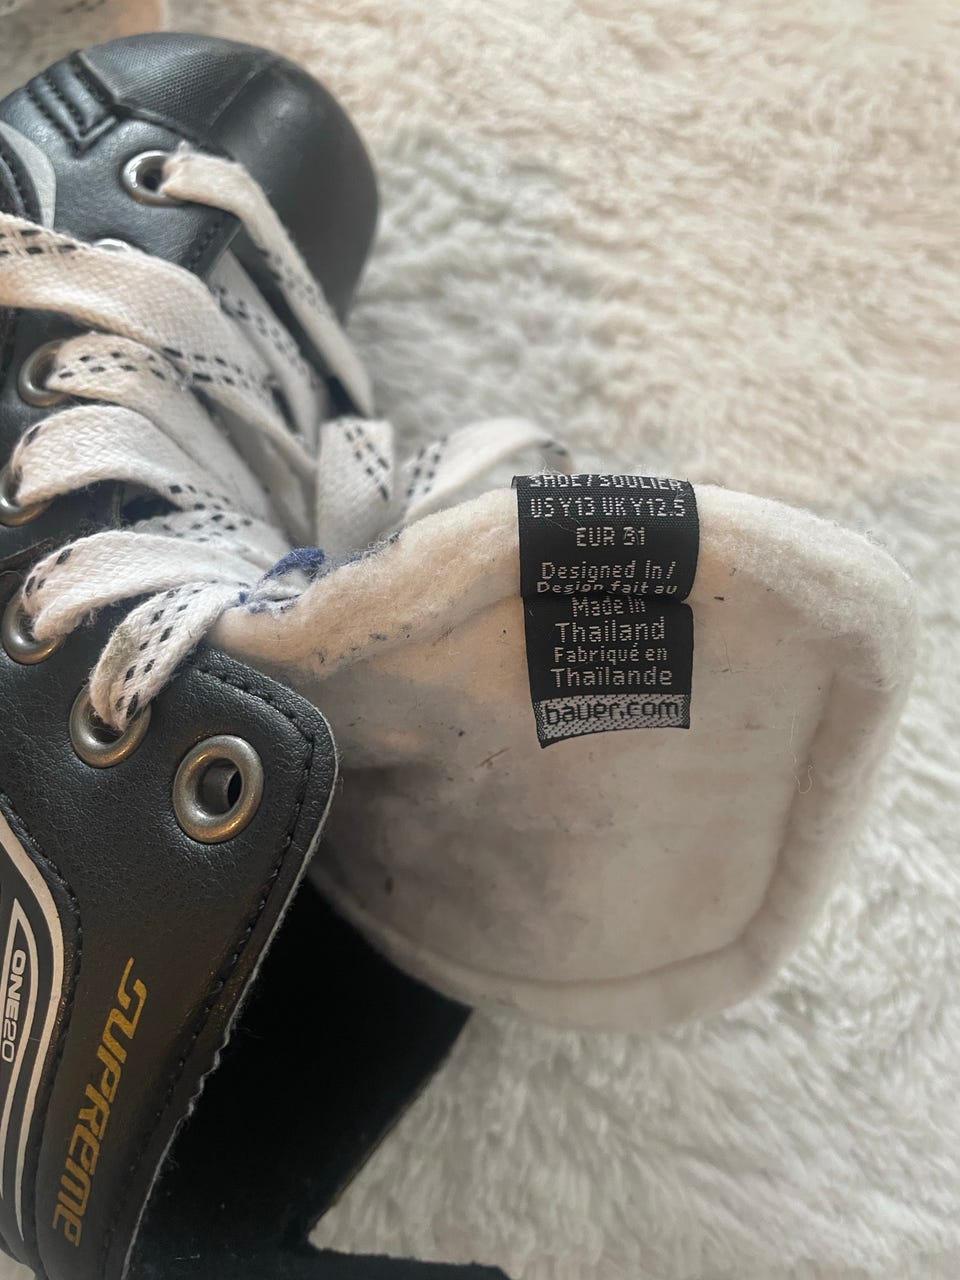 SHOE/SOULIER
US Y13 UK Y12.5
EUR 31
Designed in/
Design fait au
Made in
Thailand
Fabriqué en
Thaïlande
bauer.com
ONE20
SUPREME